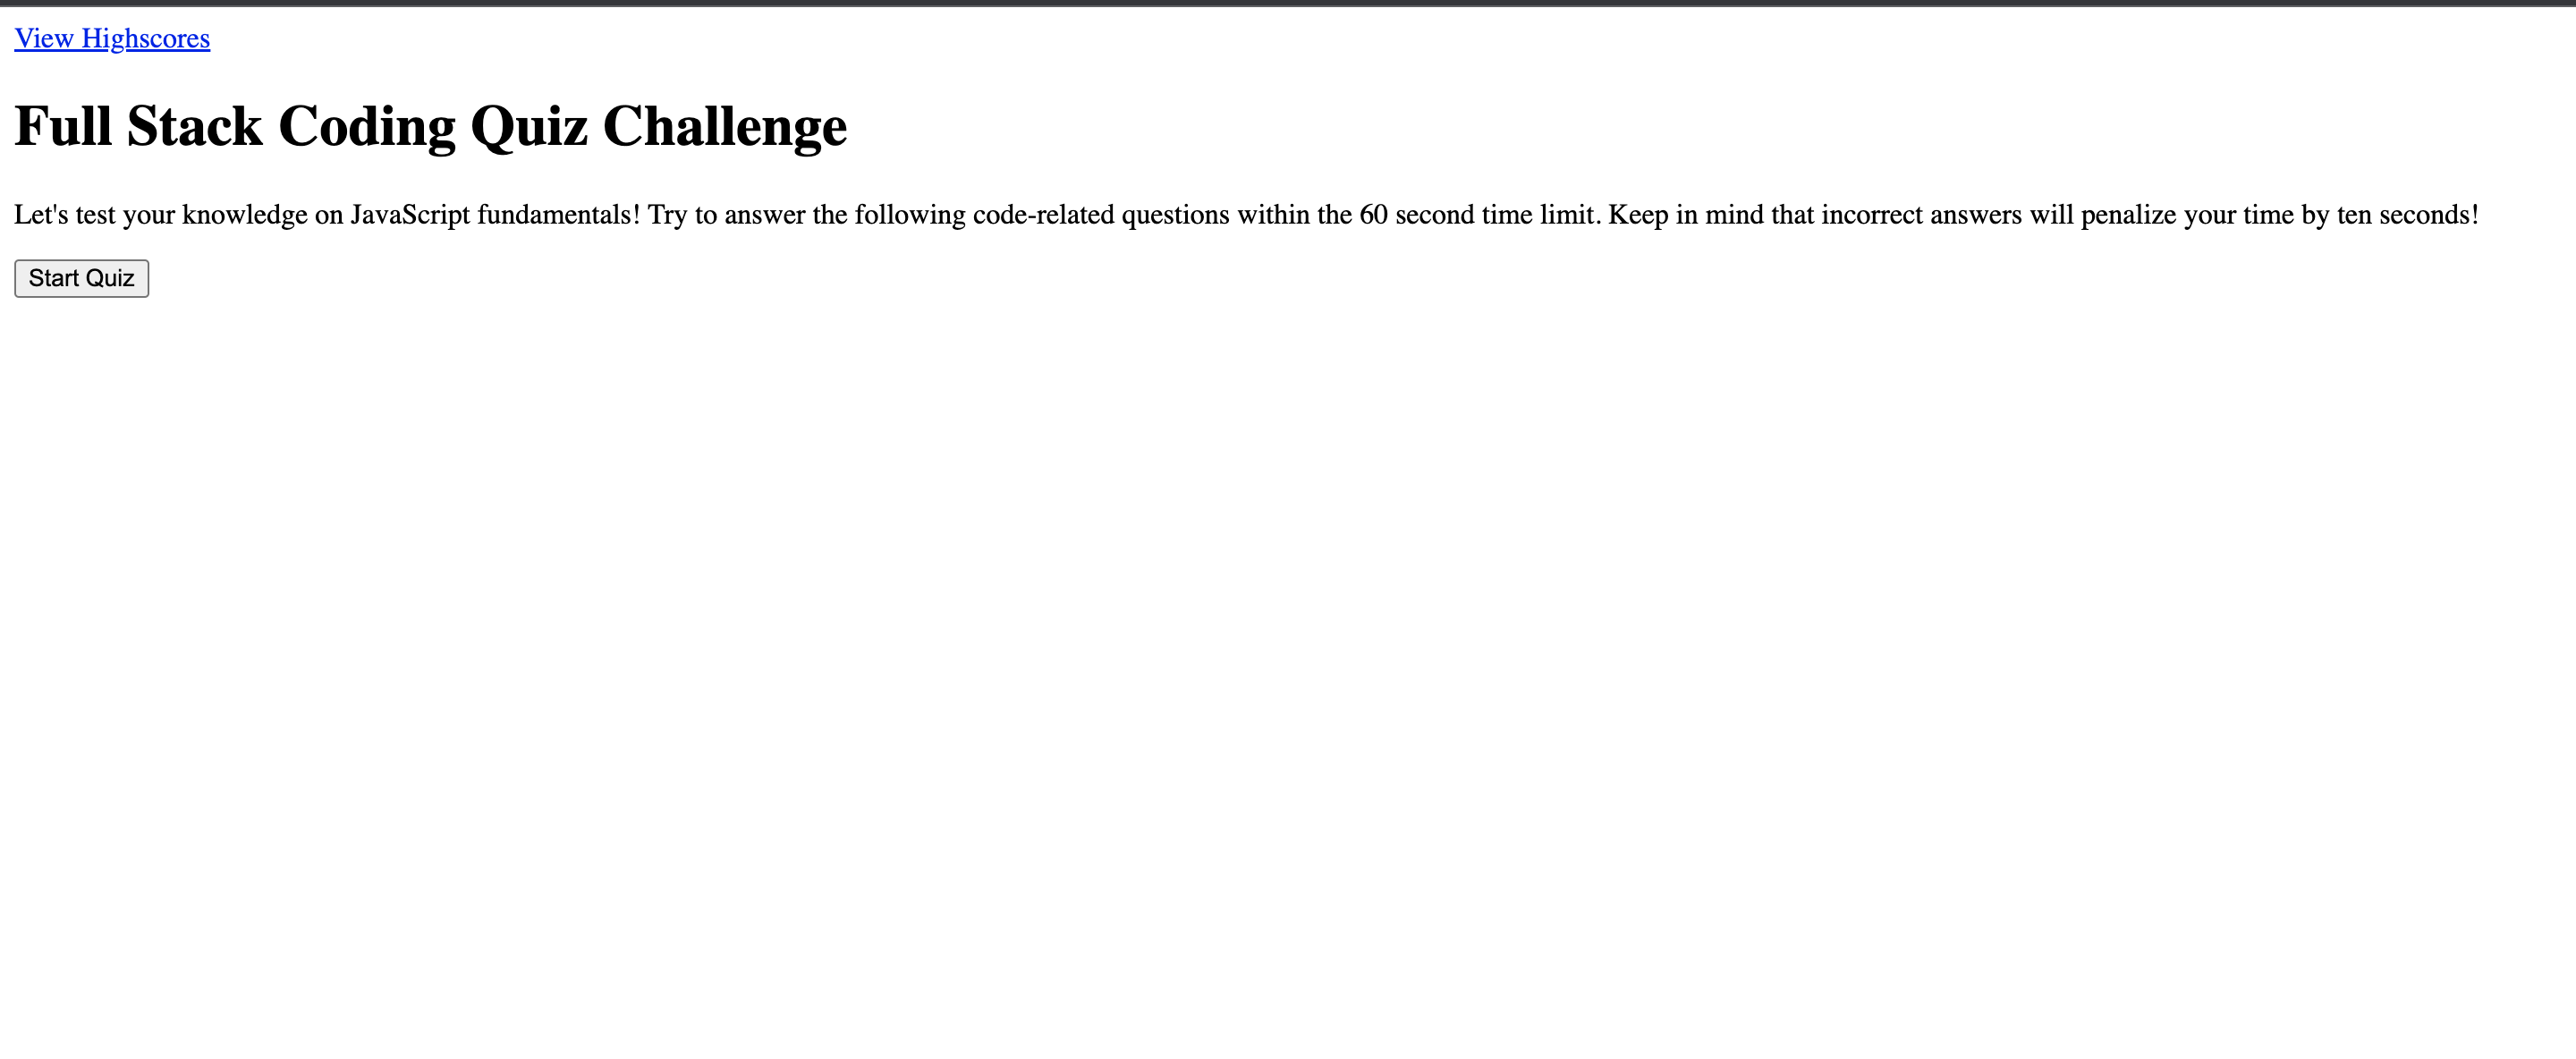 View Highscores
Full Stack Coding Quiz Challenge
Let's test your knowledge on JavaScript fundamentals! Try to answer the following code-related questions within the 60 second time limit. Keep in mind that incorrect answers will penalize your time by ten seconds!
Start Quiz